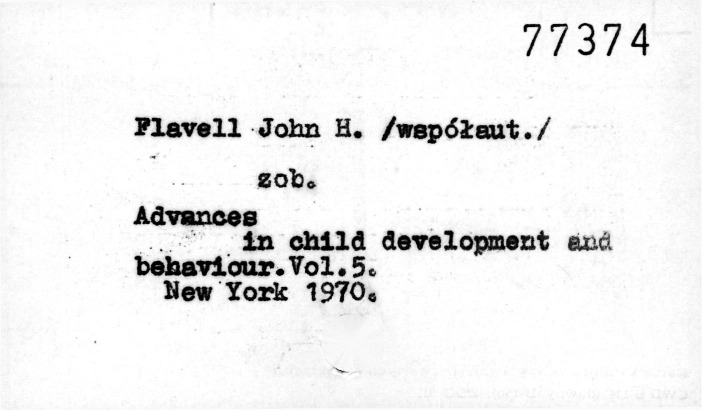 77374
Flavell John H. /współaut./
zob.
Advances
in child development and
behaviour.Vol.5.
New York 1970.